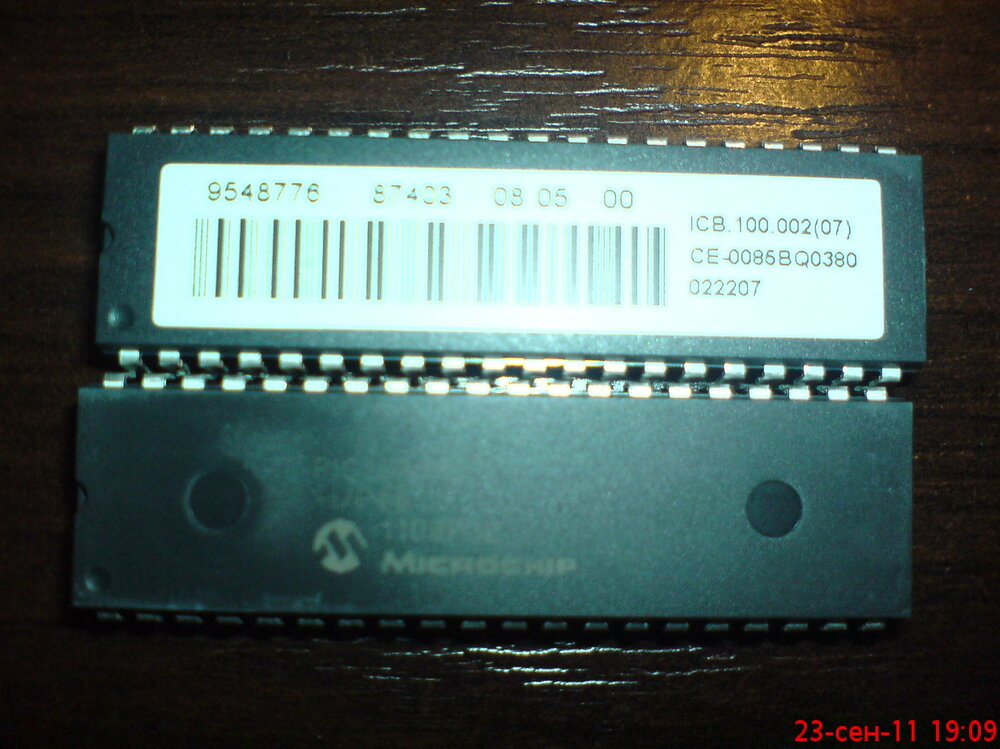 9548776 87403 08 05 00
ICB.100.002(07)
CE-0085BQ0380
022207
MICROCHIP
23-сен-11 19:09